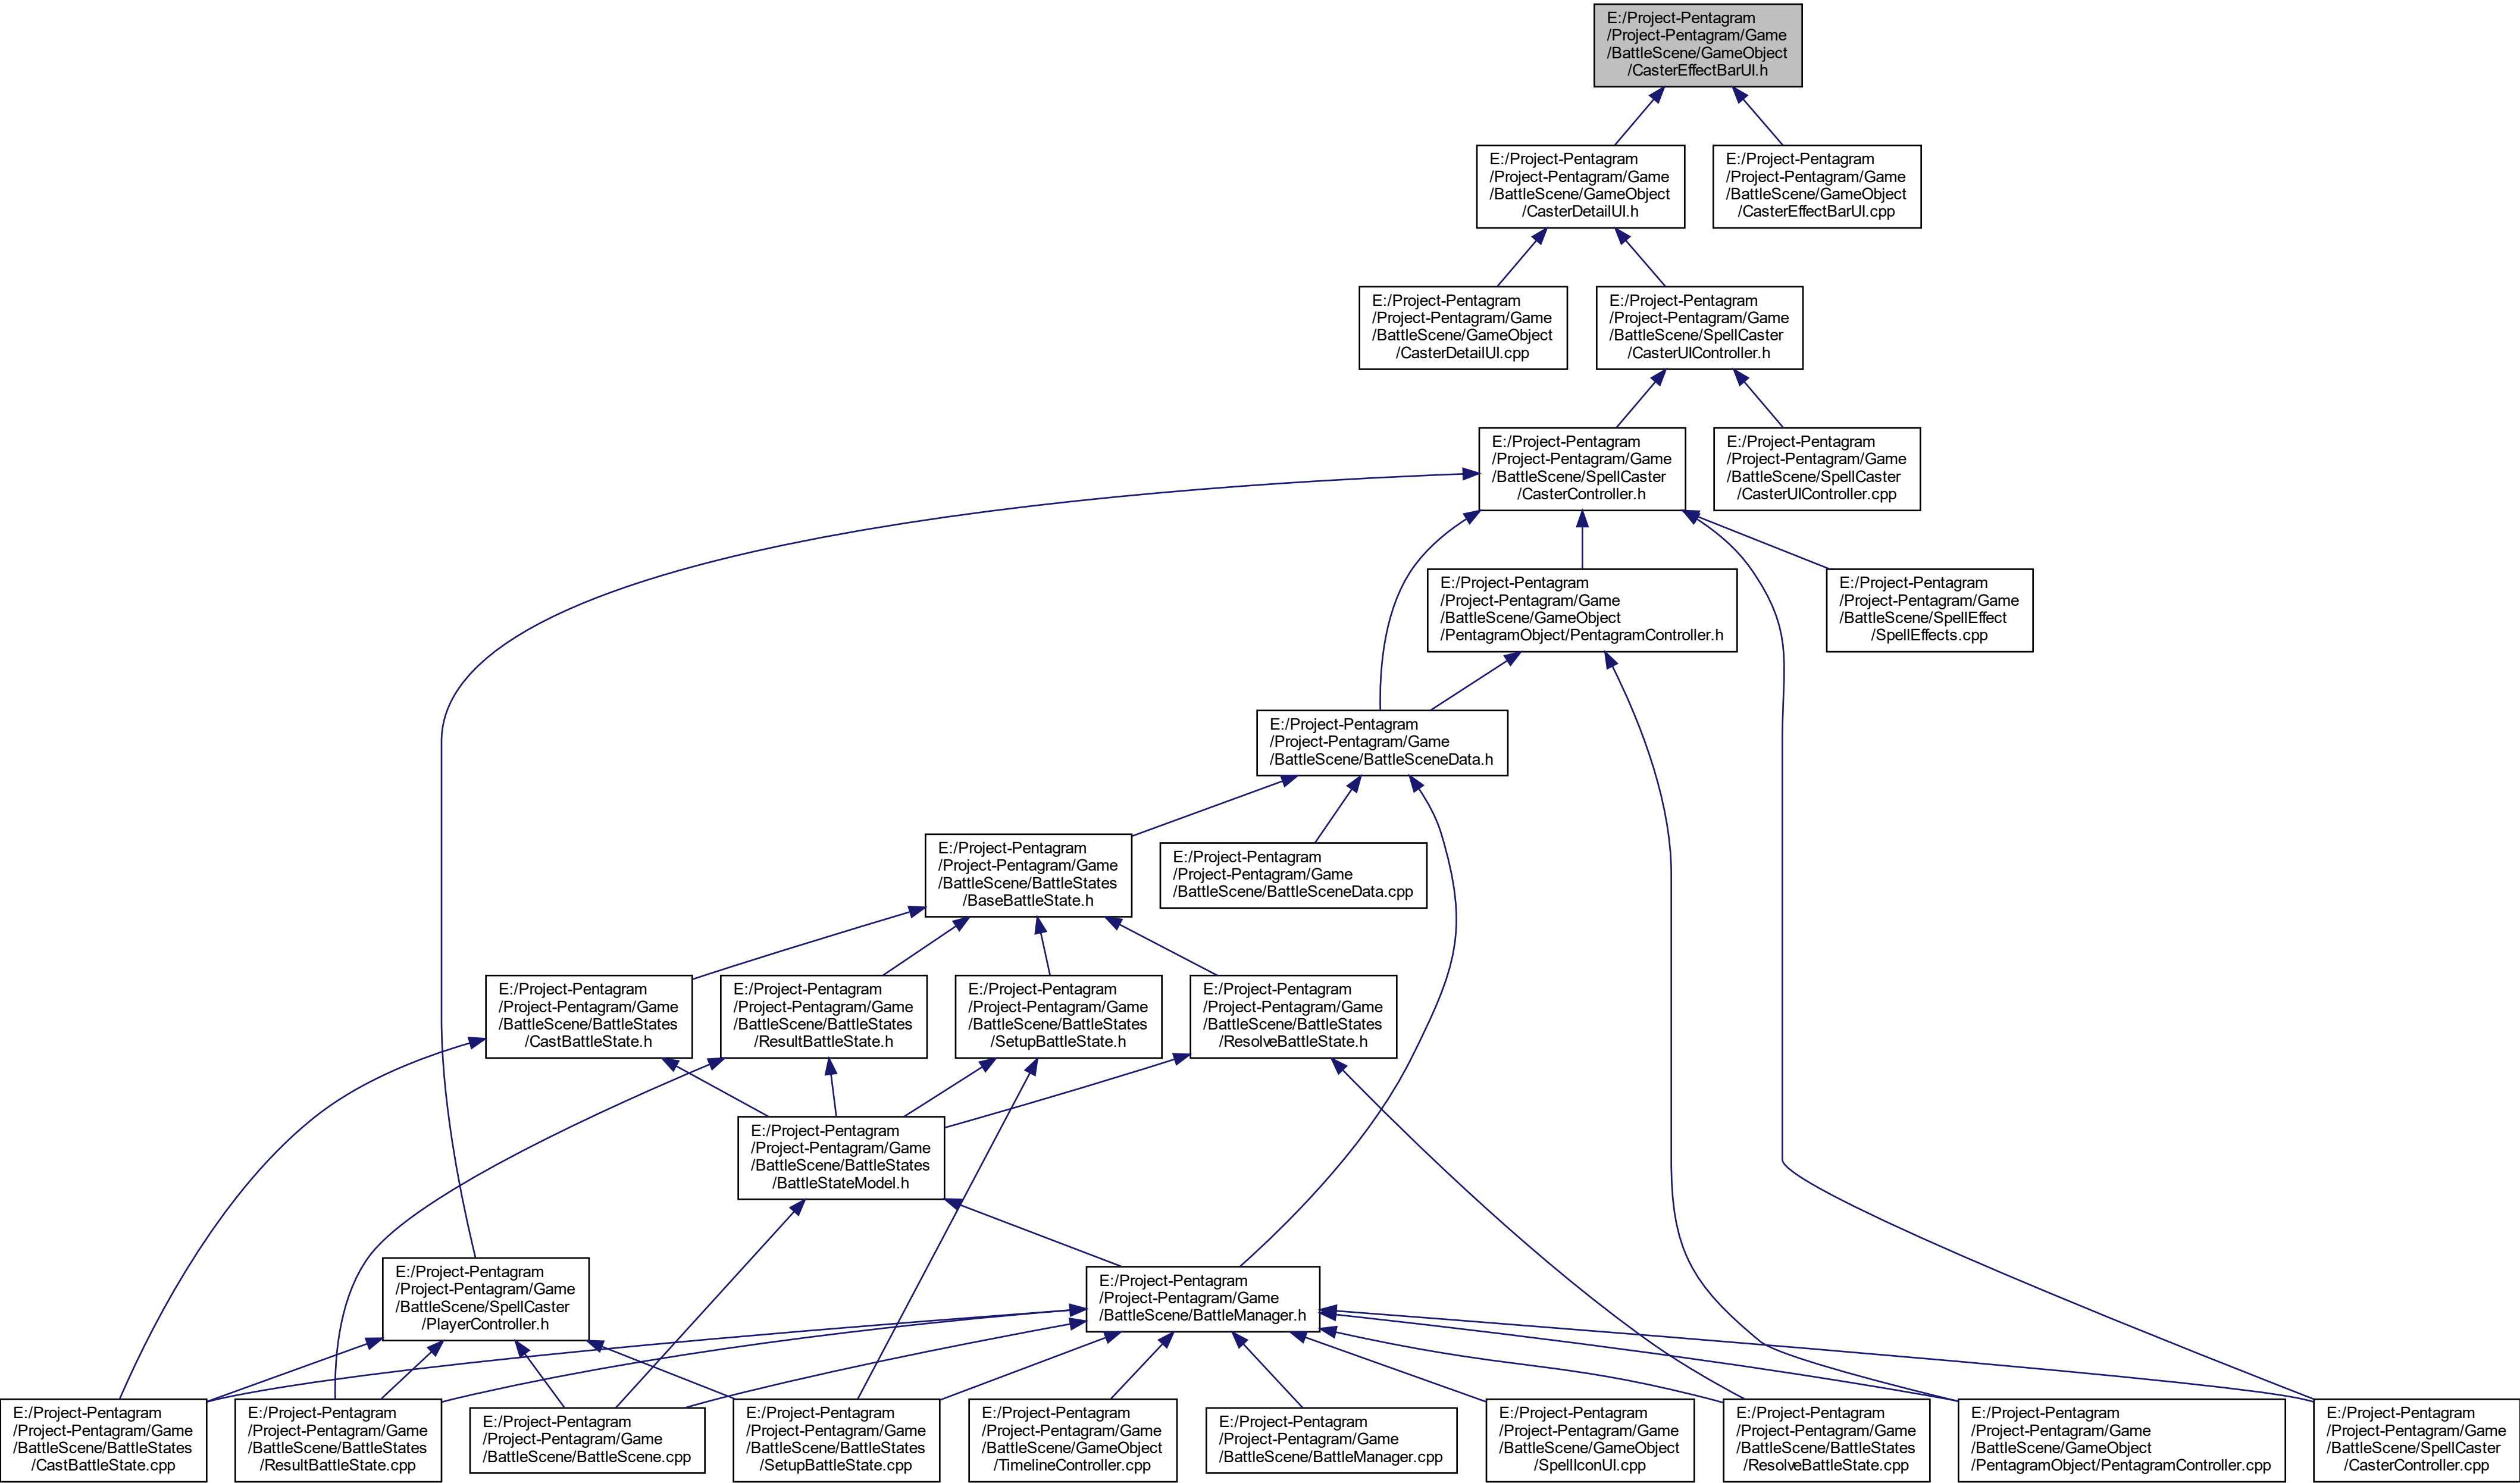 E:/Project-Pentagram
/Project-Pentagram/Game
/BattleScene/GameObject
/CasterEffectBarUI.h
E:/Project-Pentagram
/Project-Pentagram/Game
/BattleScene/GameObject
/CasterDetailUI.h
E:/Project-Pentagram
/Project-Pentagram/Game
/BattleScene/GameObject
/CasterEffectBarUI.cpp
E:/Project-Pentagram
/Project-Pentagram/Game
/BattleScene/GameObject
/CasterDetailUI.cpp
E:/Project-Pentagram
/Project-Pentagram/Game
/BattleScene/SpellCaster
/CasterUIController.h
E:/Project-Pentagram
/Project-Pentagram/Game
/BattleScene/SpellCaster
/CasterController.h
E:/Project-Pentagram
/Project-Pentagram/Game
/BattleScene/SpellCaster
/CasterUIController.cpp
E:/Project-Pentagram
/Project-Pentagram/Game
/BattleScene/GameObject
/PentagramObject/PentagramController.h
E:/Project-Pentagram
/Project-Pentagram/Game
/BattleScene/SpellEffect
/SpellEffects.cpp
E:/Project-Pentagram
/Project-Pentagram/Game
/BattleScene/BattleSceneData.h
E:/Project-Pentagram
/Project-Pentagram/Game
/BattleScene/BattleStates
/BaseBattleState.h
E:/Project-Pentagram
/Project-Pentagram/Game
/BattleScene/BattleSceneData.cpp
E:/Project-Pentagram
/Project-Pentagram/Game
/BattleScene/BattleStates
/CastBattleState.h
E:/Project-Pentagram
/Project-Pentagram/Game
/BattleScene/BattleStates
/ResultBattleState.h
E:/Project-Pentagram
/Project-Pentagram/Game
/BattleScene/BattleStates
/SetupBattleState.h
E:/Project-Pentagram
/Project-Pentagram/Game
/BattleScene/BattleStates
/ResolveBattleState.h
E:/Project-Pentagram
/Project-Pentagram/Game
/BattleScene/BattleStates
/BattleStateModel.h
E:/Project-Pentagram
/Project-Pentagram/Game
/BattleScene/SpellCaster
/PlayerController.h
E:/Project-Pentagram
/Project-Pentagram/Game
/BattleScene/BattleManager.h
E:/Project-Pentagram
/Project-Pentagram/Game
/BattleScene/BattleStates
/CastBattleState.cpp
E:/Project-Pentagram
/Project-Pentagram/Game
/BattleScene/BattleStates
/ResultBattleState.cpp
E:/Project-Pentagram
/Project-Pentagram/Game
/BattleScene/BattleScene.cpp
E:/Project-Pentagram
/Project-Pentagram/Game
/BattleScene/BattleStates
/SetupBattleState.cpp
E:/Project-Pentagram
/Project-Pentagram/Game
/BattleScene/GameObject
/TimelineController.cpp
E:/Project-Pentagram
/Project-Pentagram/Game
/BattleScene/BattleManager.cpp
E:/Project-Pentagram
/Project-Pentagram/Game
/BattleScene/GameObject
/SpellIconUI.cpp
E:/Project-Pentagram
/Project-Pentagram/Game
/BattleScene/BattleStates
/ResolveBattleState.cpp
E:/Project-Pentagram
/Project-Pentagram/Game
/BattleScene/GameObject
/PentagramObject/PentagramController.cpp
E:/Project-Pentagram
/Project-Pentagram/Game
/BattleScene/SpellCaster
/CasterController.cpp